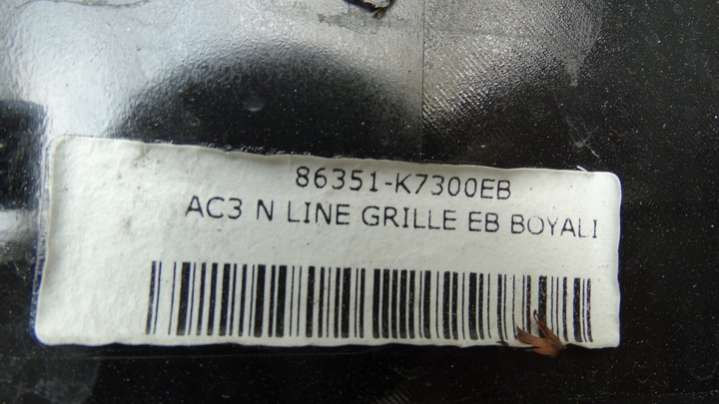 86351-K7300EB
AC3 N LINE GRILLE EB BOYALI